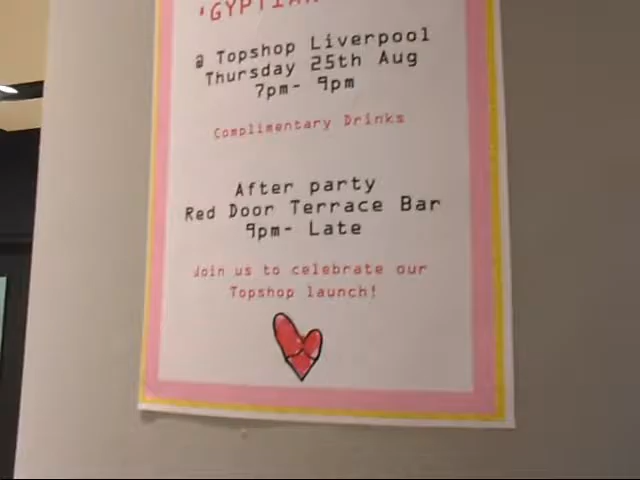 @ Topshop Liverpool
Thursday 25th Aug
7pm- 9pm
Complimentary Drinks
After party
Red Door Terrace Bar
9pm- Late
Join us to celebrate our
Topshop launch!